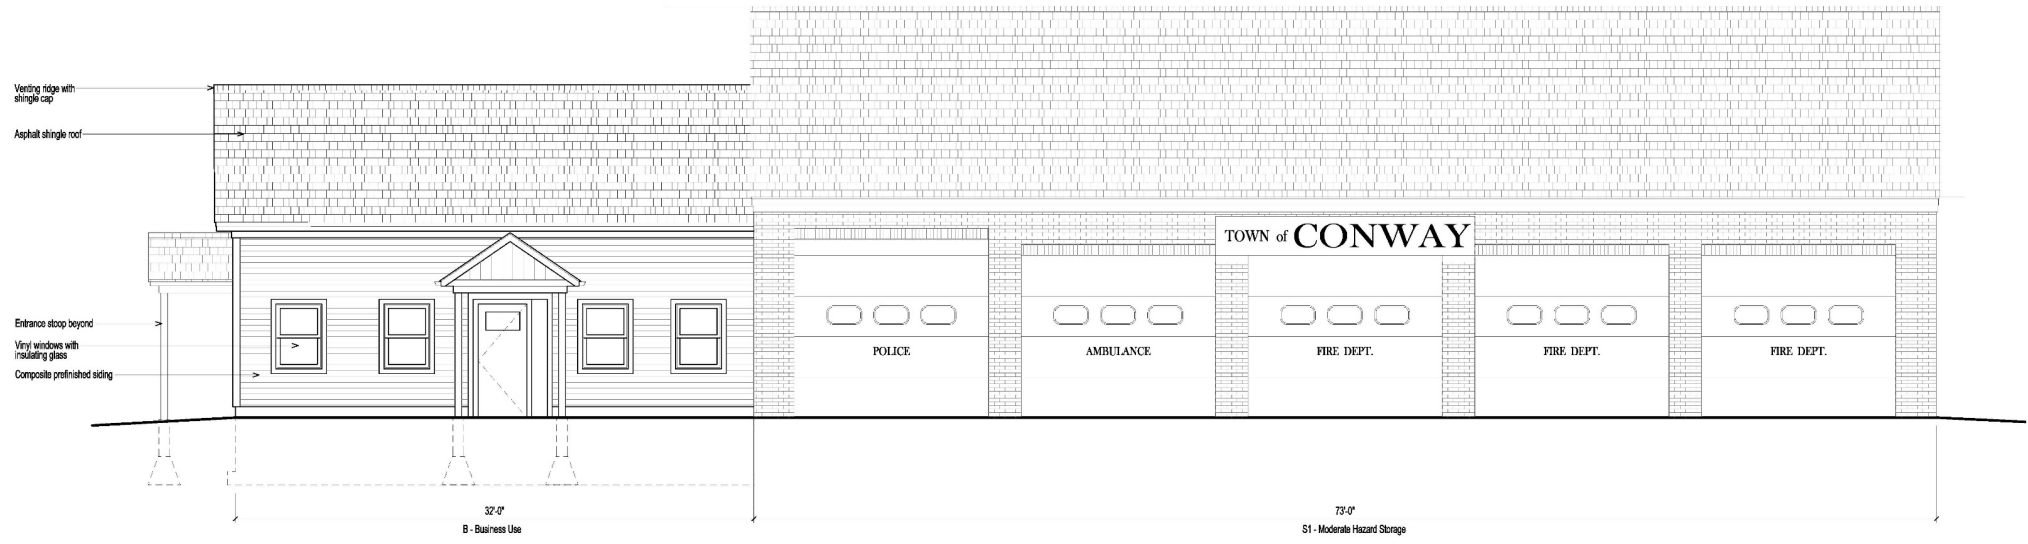 Venting ridge with
shingle cap
Asphalt shingle roof
TOWN of CONWAY
Entrance stoop beyond
Vinyl windows with
insulating glass
Composite prefinished siding
POLICE
AMBULANCE
FIRE DEPT.
FIRE DEPT.
FIRE DEPT.
32'-0"
B - Business Use
73'-0"
S1 - Moderate Hazard Storage